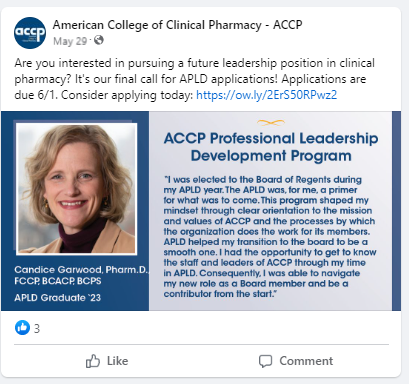 accp
American College of Clinical Pharmacy - ACCP
May 29 ·
Are you interested in pursuing a future leadership position in clinical
pharmacy? It's our final call for APLD applications! Applications are
due 6/1. Consider applying today: https://ow.ly/2ErS50RPwz2
ACCP Professional Leadership
Development Program
"I was elected to the Board of Regents during
my APLD year. The APLD was, for me, a primer
for what was to come. This program shaped my
mindset through clear orientation to the mission
and values of ACCP and the processes by which
the organization does the work for its members.
APLD helped my transition to the board to be a
smooth one. I had the opportunity to get to know
the staff and leaders of ACCP through my time
in APLD. Consequently, I was able to navigate
my new role as a Board member and be a
contributor from the start."
Candice Garwood, Pharm.D.,
FCCP, BCACP, BCPS
APLD Graduate '23
3
Like
Comment